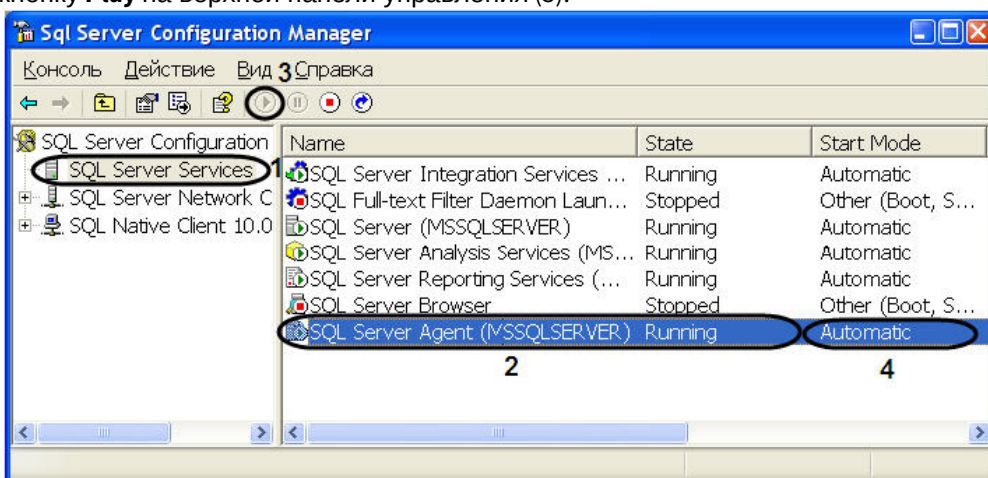 кнопку Play на верхней панели управления (3).
Sql Server Configuration Manager
Консоль Действие Вид 3 Справка
SQL Server Configuration
SQL Server Services 1
SQL Server Network C
SQL Native Client 10.0
Name State Start Mode
SQL Server Integration Services ... Running Automatic
SQL Full-text Filter Daemon Laun... Stopped Other (Boot, S...
SQL Server (MSSQLSERVER) Running Automatic
SQL Server Analysis Services (MS... Running Automatic
SQL Server Reporting Services (... Running Automatic
SQL Server Browser Stopped Other (Boot, S...
SQL Server Agent (MSSQLSERVER) Running Automatic
2 4